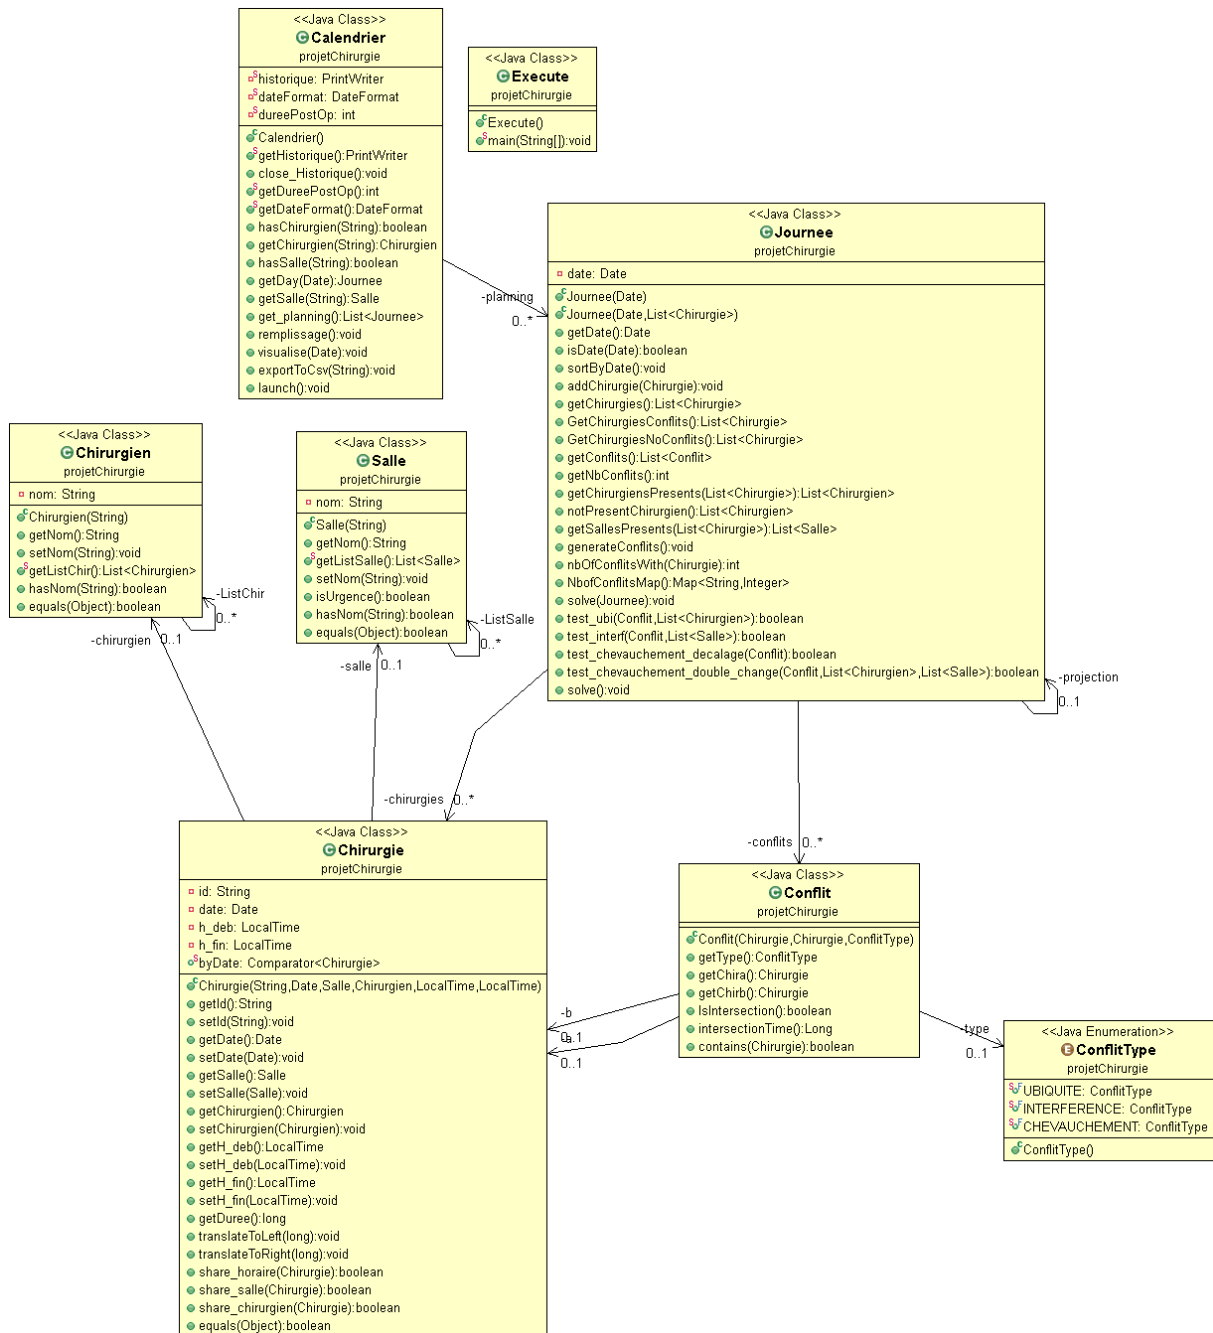 <<Java Class>>
Calendrier
projetChirurgie
historique: PrintWriter
dateFormat: DateFormat
dureePostOp: int
Calendrier()
getHistorique():PrintWriter
close_Historique():void
getDureePostOp():int
getDateFormat():DateFormat
hasChirurgien(String):boolean
getChirurgien(String):Chirurgien
hasSalle(String):boolean
getDay(Date):Journee
getSalle(String):Salle
get_planning():List<Journee>
remplissage():void
visualise(Date):void
exportToCsv(String):void
launch():void
<<Java Class>>
Execute
projetChirurgie
Execute()
main(String[]):void
-planning
0..*
<<Java Class>>
Journee
projetChirurgie
date: Date
Journee(Date)
Journee(Date,List<Chirurgie>)
getDate():Date
isDate(Date):boolean
sortByDate():void
addChirurgie(Chirurgie):void
getChirurgies():List<Chirurgie>
GetChirurgiesConflits():List<Chirurgie>
GetChirurgiesNoConflits():List<Chirurgie>
getConflits():List<Conflit>
getNbConflits():int
getChirurgiensPresents(List<Chirurgie>):List<Chirurgien>
notPresentChirurgien():List<Chirurgien>
getSallesPresents(List<Chirurgie>):List<Salle>
generateConflits():void
nbOfConflitsWith(Chirurgie):int
NbofConflitsMap():Map<String,Integer>
solve(Journee):void
test_ubi(Conflit,List<Chirurgien>):boolean
test_interf(Conflit,List<Salle>):boolean
test_chevauchement_decalage(Conflit):boolean
test_chevauchement_double_change(Conflit,List<Chirurgien>,List<Salle>):boolean
solve():void
-projection
0..1
<<Java Class>>
Chirurgien
projetChirurgie
nom: String
Chirurgien(String)
getNom():String
setNom(String):void
getListChir():List<Chirurgien>
hasNom(String):boolean
equals(Object):boolean
-ListChir
0..*
-chirurgien
0..1
<<Java Class>>
Salle
projetChirurgie
nom: String
Salle(String)
getNom():String
getListSalle():List<Salle>
setNom(String):void
isUrgence():boolean
hasNom(String):boolean
equals(Object):boolean
-ListSalle
0..*
-salle
0..1
-chirurgies
0..*
-conflits
0..*
<<Java Class>>
Chirurgie
projetChirurgie
id: String
date: Date
h_deb: LocalTime
h_fin: LocalTime
byDate: Comparator<Chirurgie>
Chirurgie(String,Date,Salle,Chirurgien,LocalTime,LocalTime)
getId():String
setId(String):void
getDate():Date
setDate(Date):void
getSalle():Salle
setSalle(Salle):void
getChirurgien():Chirurgien
setChirurgien(Chirurgien):void
getH_deb():LocalTime
setH_deb(LocalTime):void
getH_fin():LocalTime
setH_fin(LocalTime):void
getDuree():long
translateToLeft(long):void
translateToRight(long):void
share_horaire(Chirurgie):boolean
share_salle(Chirurgie):boolean
share_chirurgien(Chirurgie):boolean
equals(Object):boolean
<<Java Class>>
Conflit
projetChirurgie
Conflit(Chirurgie,Chirurgie,ConflitType)
getType():ConflitType
getChira():Chirurgie
getChirb():Chirurgie
IsIntersection():boolean
intersectionTime():Long
contains(Chirurgie):boolean
-b
0..1
-a
0..1
-type
0..1
<<Java Enumeration>>
ConflitType
projetChirurgie
UBIQUITE: ConflitType
INTERFERENCE: ConflitType
CHEVAUCHEMENT: ConflitType
ConflitType()